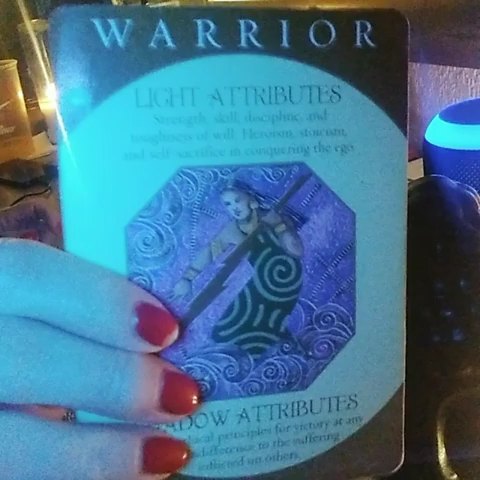 WARRIOR
LIGHT ATTRIBUTES
Strength, skill, discipline, and
toughness of will. Heroism, stoicism,
and self-sacrifice in conquering the ego
ADOW ATTRIBUTES
principles for victory at any
difference to the suffering
inflicted on others.